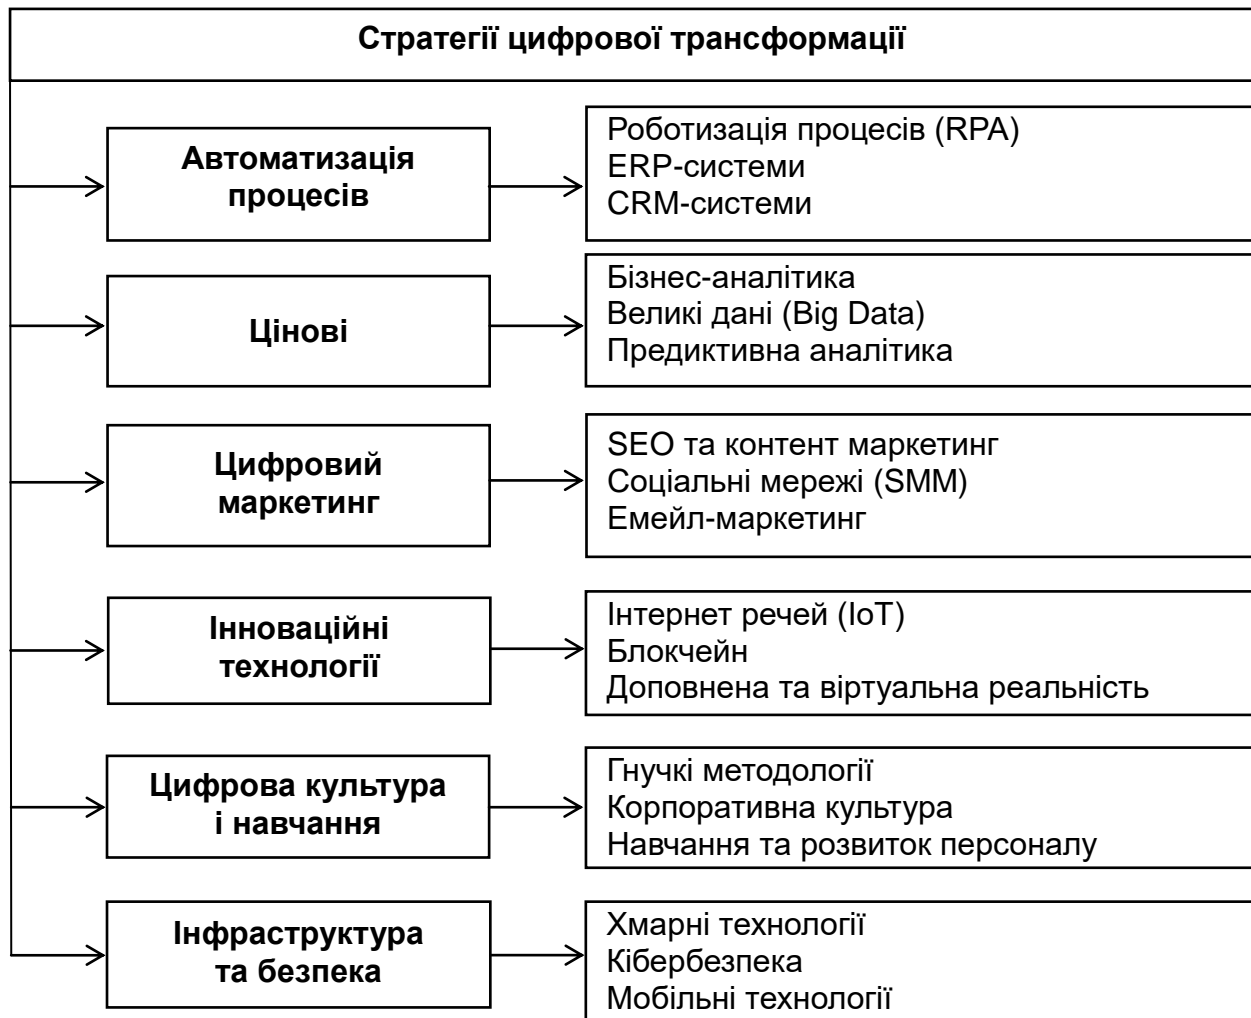 Стратегії цифрової трансформації
Автоматизація
процесів
Роботизація процесів (RPA)
ERP-системи
CRM-системи
Цінові
Бізнес-аналітика
Великі дані (Big Data)
Предиктивна аналітика
Цифровий
маркетинг
SEO та контент маркетинг
Соціальні мережі (SMM)
Емейл-маркетинг
Інноваційні
технології
Інтернет речей (IoT)
Блокчейн
Доповнена та віртуальна реальність
Цифрова культура
і навчання
Гнучкі методології
Корпоративна культура
Навчання та розвиток персоналу
Інфраструктура
та безпека
Хмарні технології
Кібербезпека
Мобільні технології